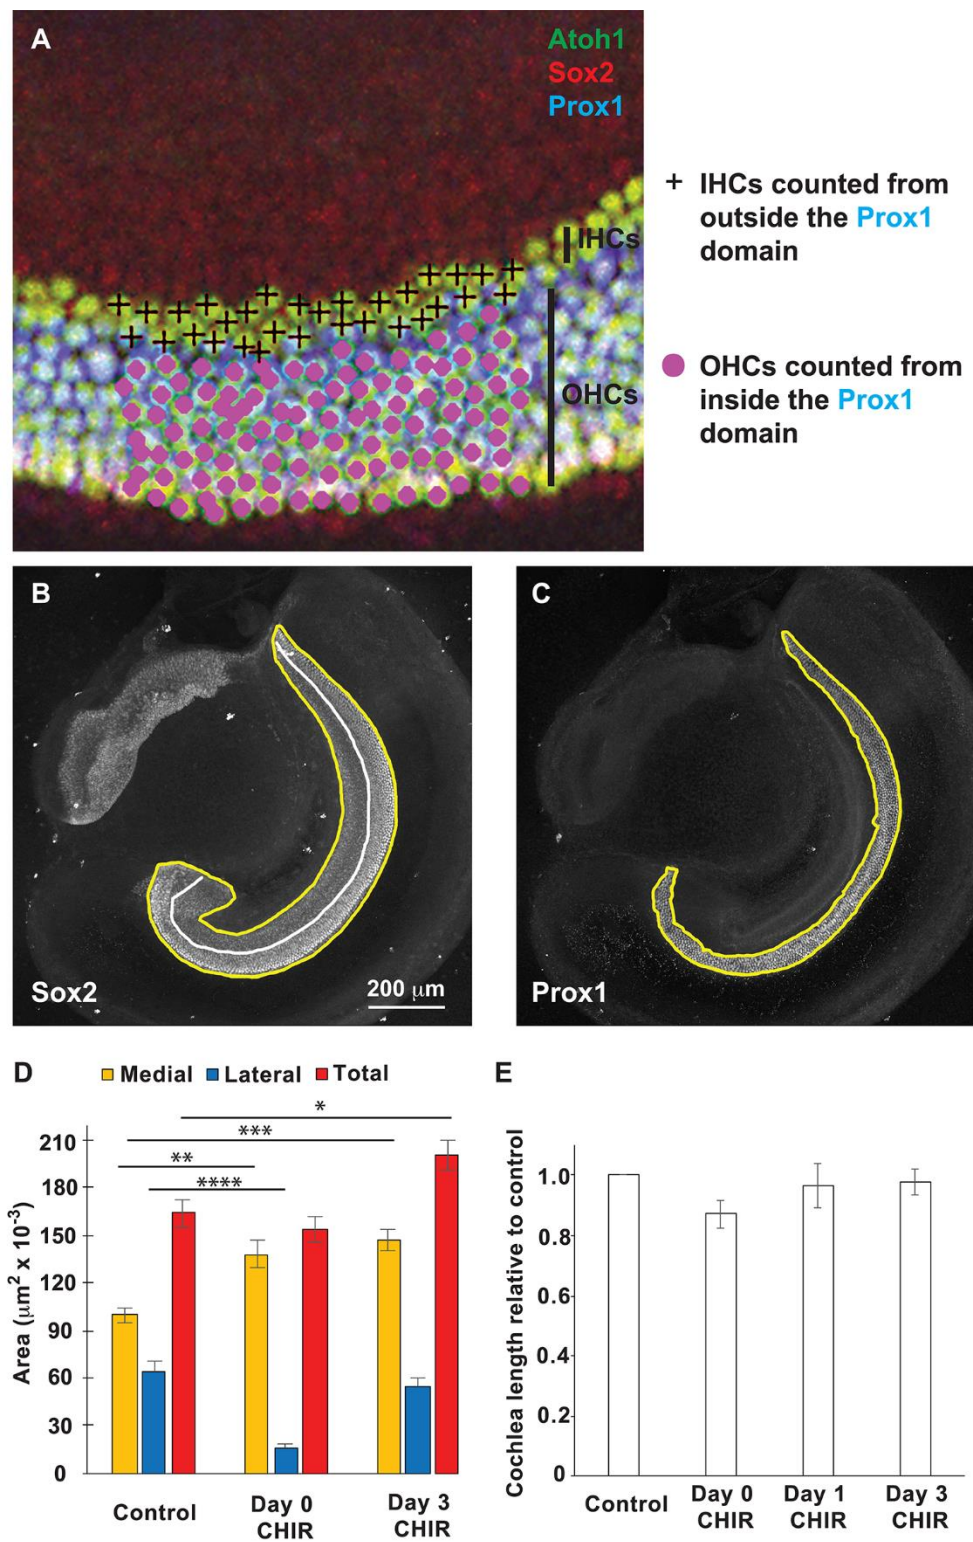 A
Atoh1
Sox2
Prox1
IHCs
OHCs
+ IHCs counted from
outside the Prox1
domain
OHCs counted from
inside the Prox1
domain
B
Sox2
200 μm
C
Prox1
D
Medial Lateral Total
*
***
**
****
Area (μm² x 10⁻³)
210
180
150
120
90
60
30
0
Control
Day 0
CHIR
Day 3
CHIR
E
Cochlea length relative to control
1.0
0.8
0.6
0.4
0.2
0
Control
Day 0
CHIR
Day 1
CHIR
Day 3
CHIR